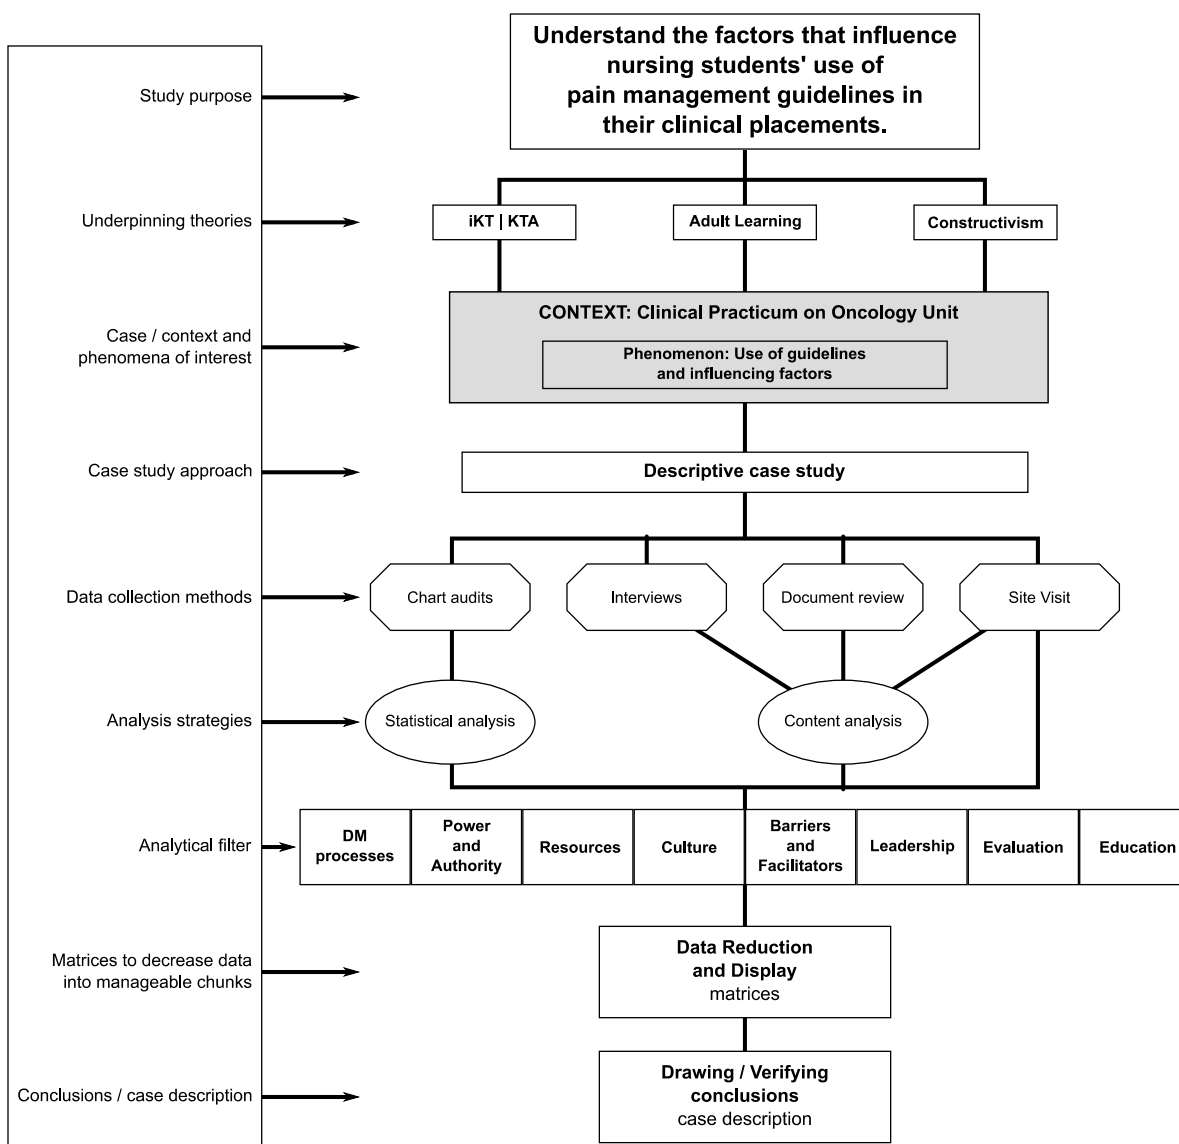 Understand the factors that influence
nursing students' use of
pain management guidelines in
their clinical placements.
Study purpose
Underpinning theories
iKT | KTA
Adult Learning
Constructivism
CONTEXT: Clinical Practicum on Oncology Unit
Case / context and
phenomena of interest
Phenomenon: Use of guidelines
and influencing factors
Case study approach
Descriptive case study
Data collection methods
Chart audits
Interviews
Document review
Site Visit
Analysis strategies
Statistical analysis
Content analysis
Analytical filter
DM
processes
Power
and
Authority
Resources
Culture
Barriers
and
Facilitators
Leadership
Evaluation
Education
Matrices to decrease data
into manageable chunks
Data Reduction
and Display
matrices
Conclusions / case description
Drawing / Verifying
conclusions
case description